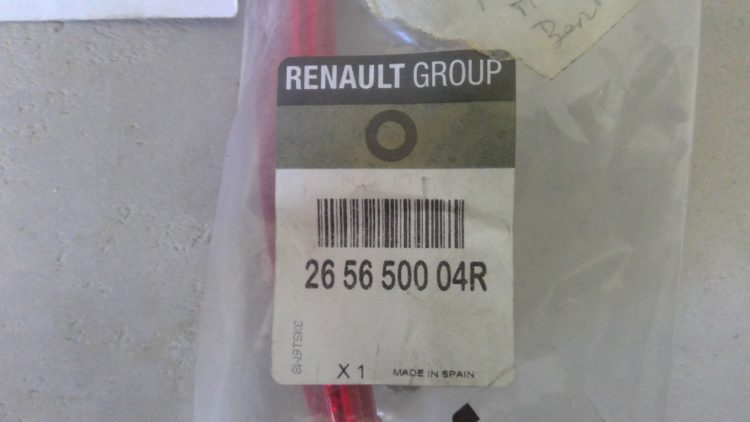 RENAULT GROUP
26 56 500 04R
X 1 MADE IN SPAIN